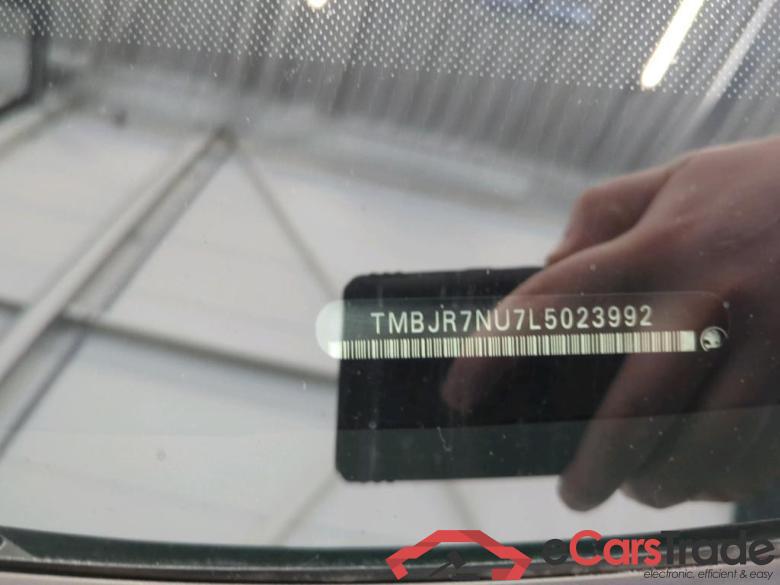 TMBJR7NU7L5023992
eCarsTrade
electronic, efficient & easy